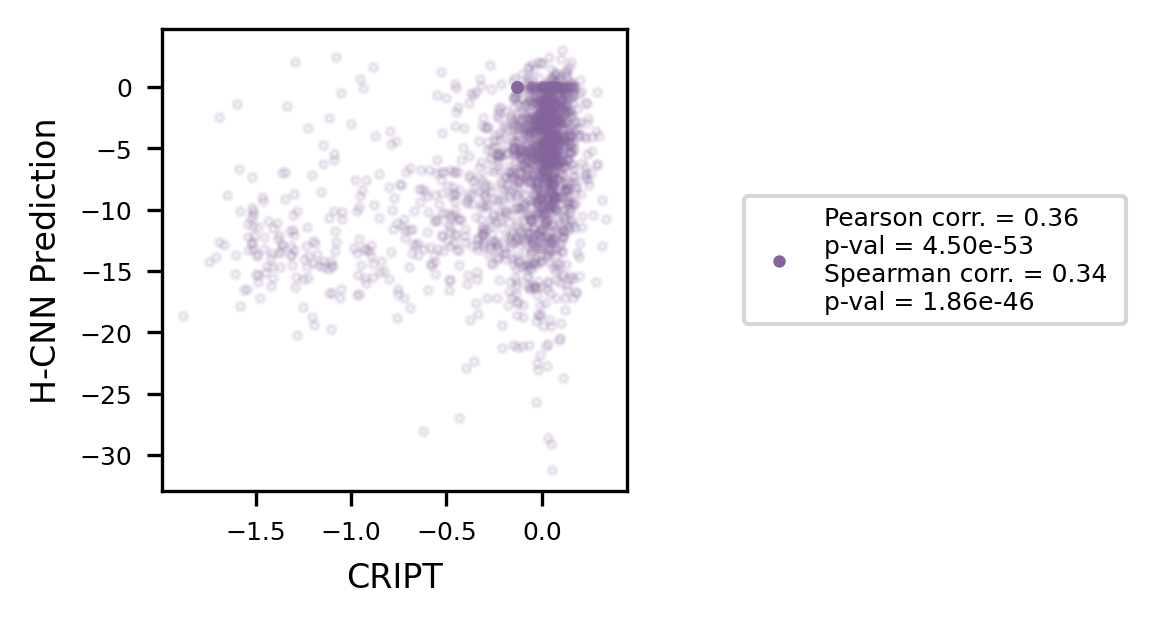 H-CNN Prediction
0
−5
−10
−15
−20
−25
−30
−1.5 −1.0 −0.5 0.0
CRIPT
Pearson corr. = 0.36
p-val = 4.50e-53
Spearman corr. = 0.34
p-val = 1.86e-46